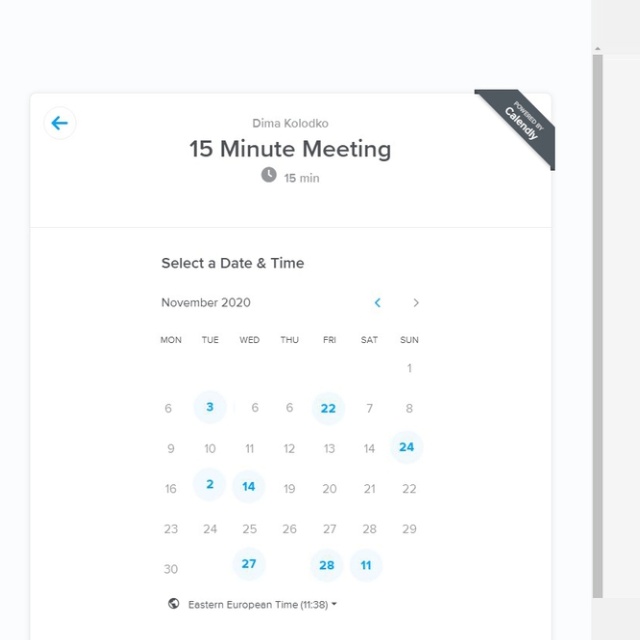 POWERED BY
Calendly
Dima Kolodko
15 Minute Meeting
15 min
Select a Date & Time
November 2020
MON TUE WED THU FRI SAT SUN
1
6 3 6 6 22 7 8
9 10 11 12 13 14 24
16 2 14 19 20 21 22
23 24 25 26 27 28 29
30 27 28 11
Eastern European Time (11:38)